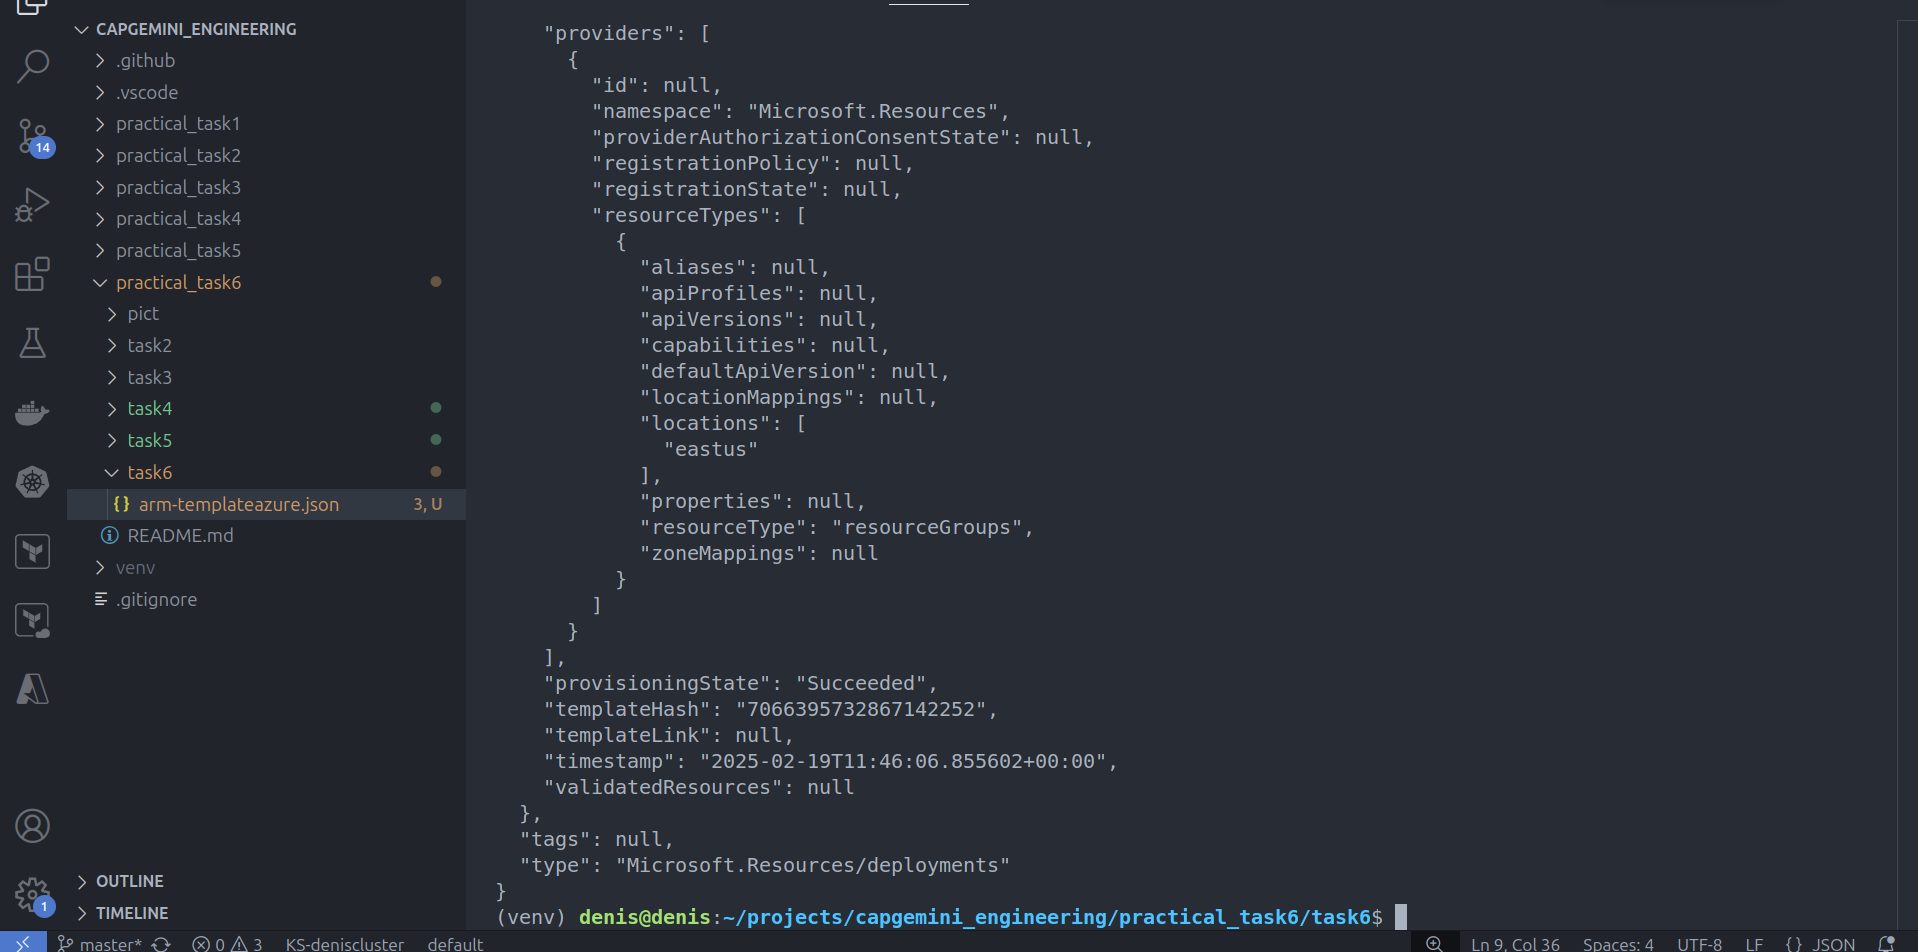 CAPGEMINI_ENGINEERING
.github
.vscode
practical_task1
practical_task2
practical_task3
practical_task4
practical_task5
practical_task6
pict
task2
task3
task4
task5
task6
{} arm-templateazure.json 3, U
README.md
venv
.gitignore
OUTLINE
TIMELINE
14
1
"providers": [
{
"id": null,
"namespace": "Microsoft.Resources",
"providerAuthorizationConsentState": null,
"registrationPolicy": null,
"registrationState": null,
"resourceTypes": [
{
"aliases": null,
"apiProfiles": null,
"apiVersions": null,
"capabilities": null,
"defaultApiVersion": null,
"locationMappings": null,
"locations": [
"eastus"
],
"properties": null,
"resourceType": "resourceGroups",
"zoneMappings": null
}
]
}
],
"provisioningState": "Succeeded",
"templateHash": "7066395732867142252",
"templateLink": null,
"timestamp": "2025-02-19T11:46:06.855602+00:00",
"validatedResources": null
},
"tags": null,
"type": "Microsoft.Resources/deployments"
}
(venv) denis@denis:~/projects/capgemini_engineering/practical_task6/task6$
master* 0 3 KS-deniscluster default Ln 9, Col 36 Spaces: 4 UTF-8 LF {} JSON